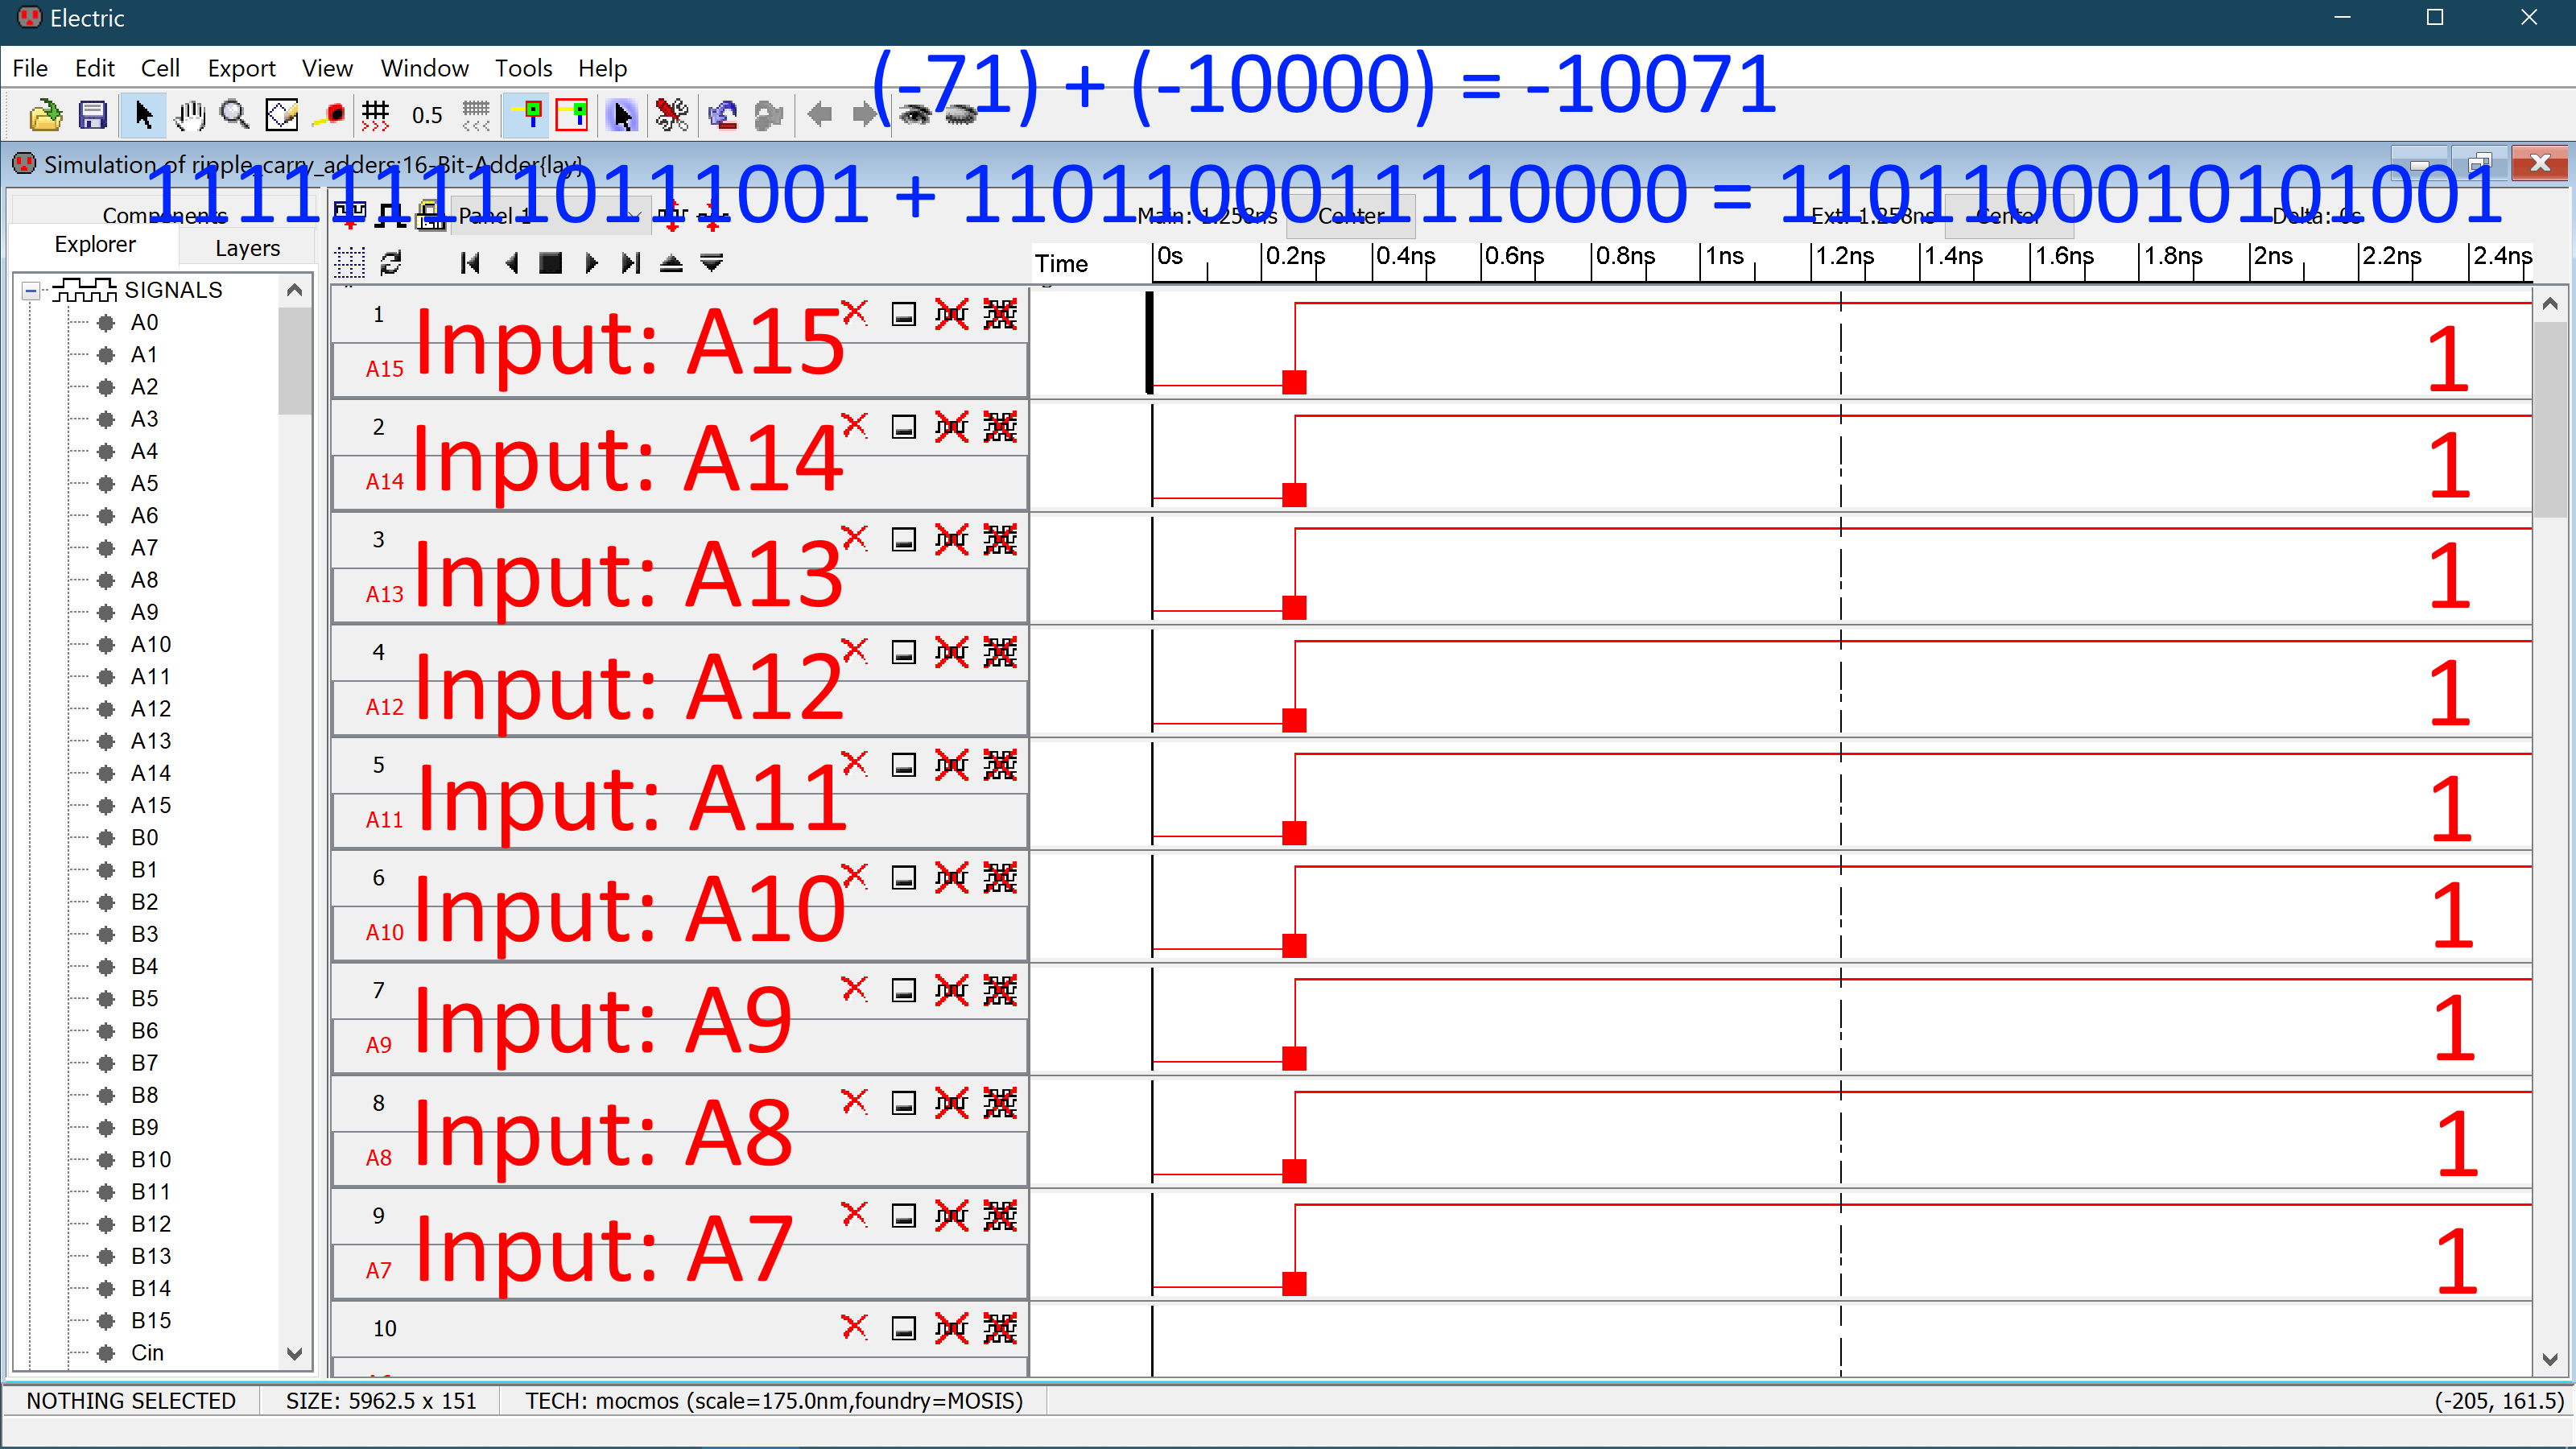 Electric
File Edit Cell Export View Window Tools Help
(-71) + (-10000) = -10071
0.5
Simulation of ripple_carry_adders:16-Bit-Adder{lay}
1111111110111001 + 1101100011110000 = 1101100010101001
Components
Panel 1
Main: 1.258ns Center Ext: 1.258ns Center Delta: 0s
Explorer Layers
Time 0s 0.2ns 0.4ns 0.6ns 0.8ns 1ns 1.2ns 1.4ns 1.6ns 1.8ns 2ns 2.2ns 2.4ns
SIGNALS
A0
A1
A2
A3
A4
A5
A6
A7
A8
A9
A10
A11
A12
A13
A14
A15
B0
B1
B2
B3
B4
B5
B6
B7
B8
B9
B10
B11
B12
B13
B14
B15
Cin
1 Input: A15
A15 1
2 Input: A14
A14 1
3 Input: A13
A13 1
4 Input: A12
A12 1
5 Input: A11
A11 1
6 Input: A10
A10 1
7 Input: A9
A9 1
8 Input: A8
A8 1
9 Input: A7
A7 1
10
NOTHING SELECTED SIZE: 5962.5 x 151 TECH: mocmos (scale=175.0nm,foundry=MOSIS) (-205, 161.5)